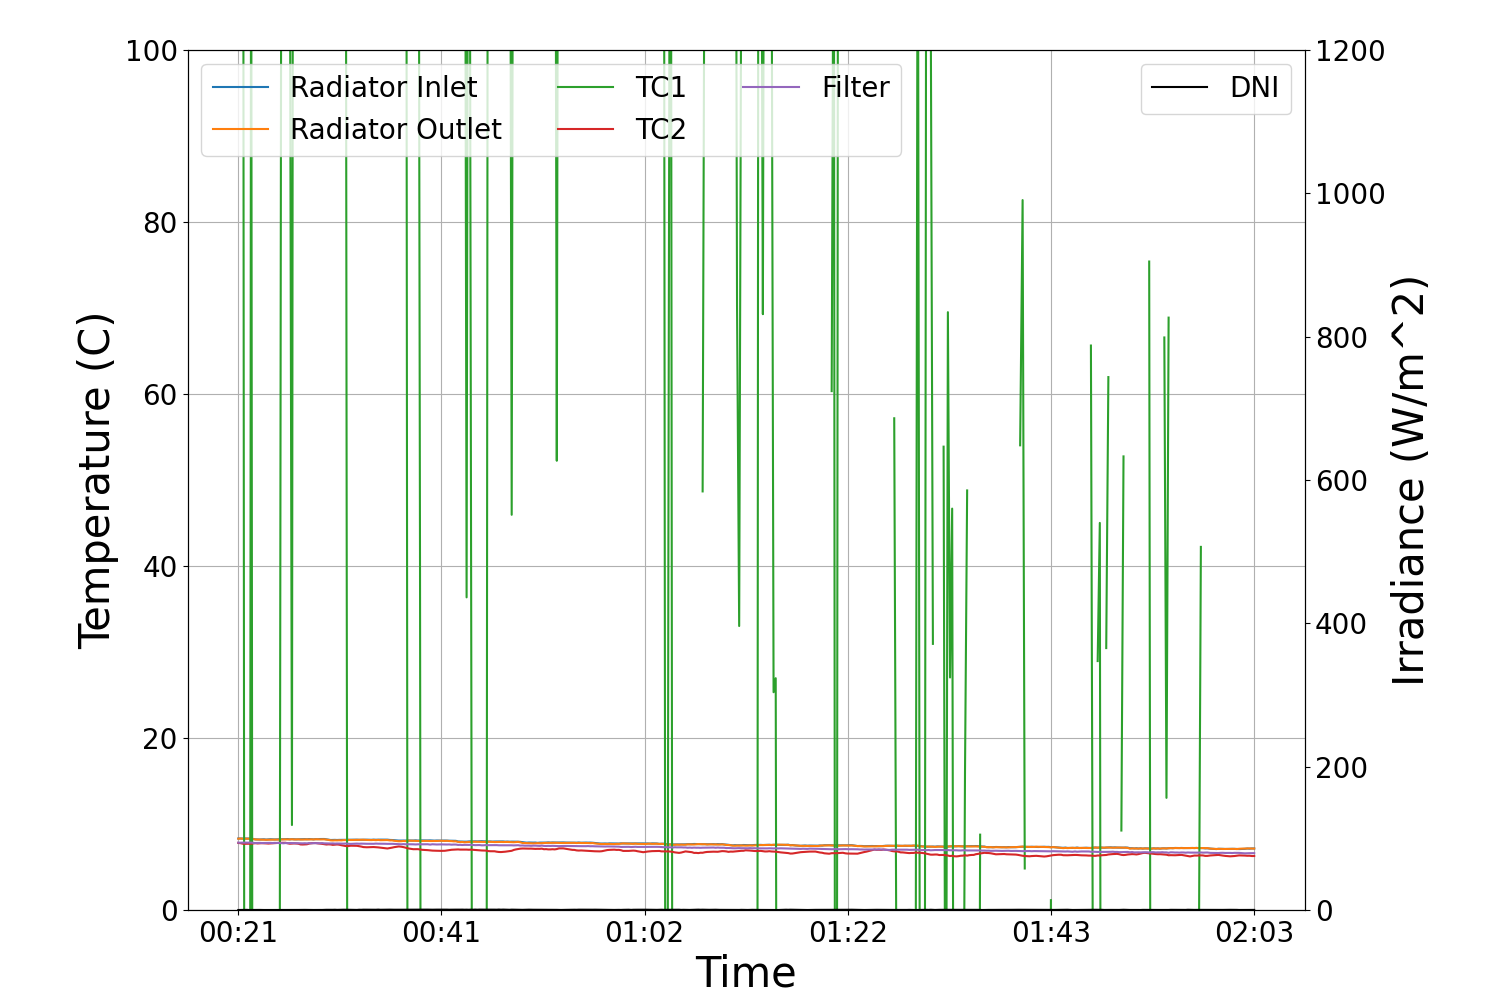 100
80
60
40
20
0
Temperature (C)
Radiator Inlet
Radiator Outlet
TC1
TC2
Filter
DNI
1200
1000
800
600
400
200
0
Irradiance (W/m^2)
00:21 00:41 01:02 01:22 01:43 02:03
Time